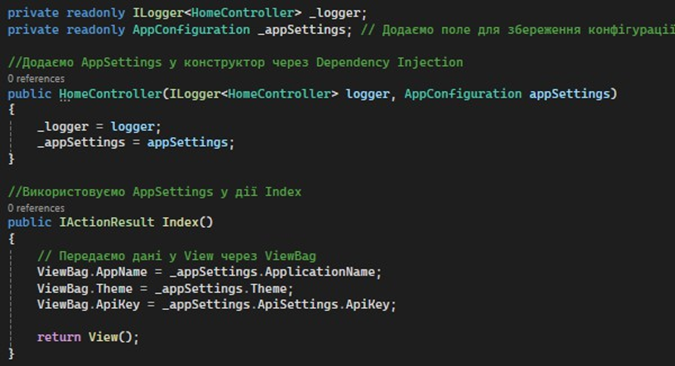 private readonly ILogger<HomeController> _logger;
private readonly AppConfiguration _appSettings; // Додаємо поле для збереження конфігурації
//Додаємо AppSettings у конструктор через Dependency Injection
0 references
public HomeController(ILogger<HomeController> logger, AppConfiguration appSettings)
{
_logger = logger;
_appSettings = appSettings;
}
//Використовуємо AppSettings у дії Index
0 references
public IActionResult Index()
{
// Передаємо дані у View через ViewBag
ViewBag.AppName = _appSettings.ApplicationName;
ViewBag.Theme = _appSettings.Theme;
ViewBag.ApiKey = _appSettings.ApiSettings.ApiKey;
return View();
}